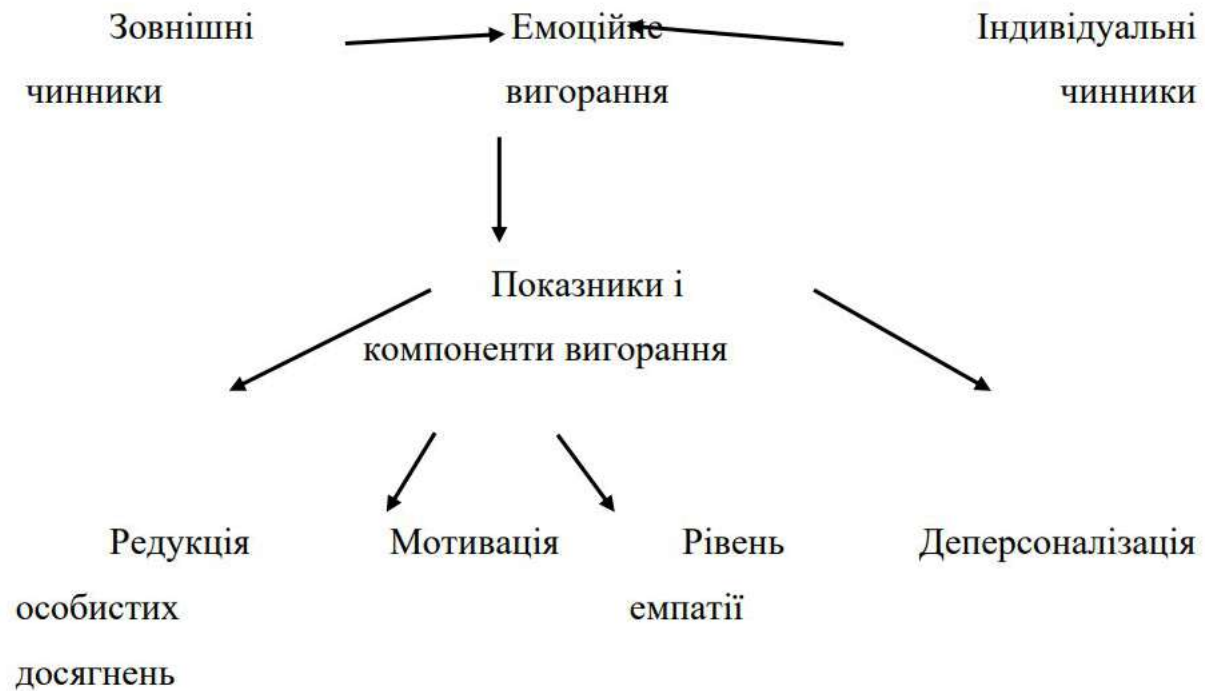 Зовнішні Емоційне Індивідуальні
чинники вигорання чинники
Показники і
компоненти вигорання
Редукція Мотивація Рівень Деперсоналізація
особистих емпатії
досягнень